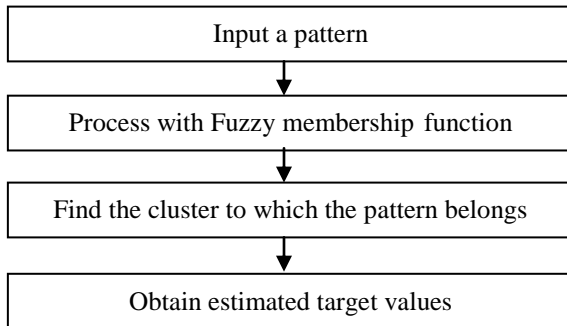 Input a pattern
Process with Fuzzy membership function
Find the cluster to which the pattern belongs
Obtain estimated target values